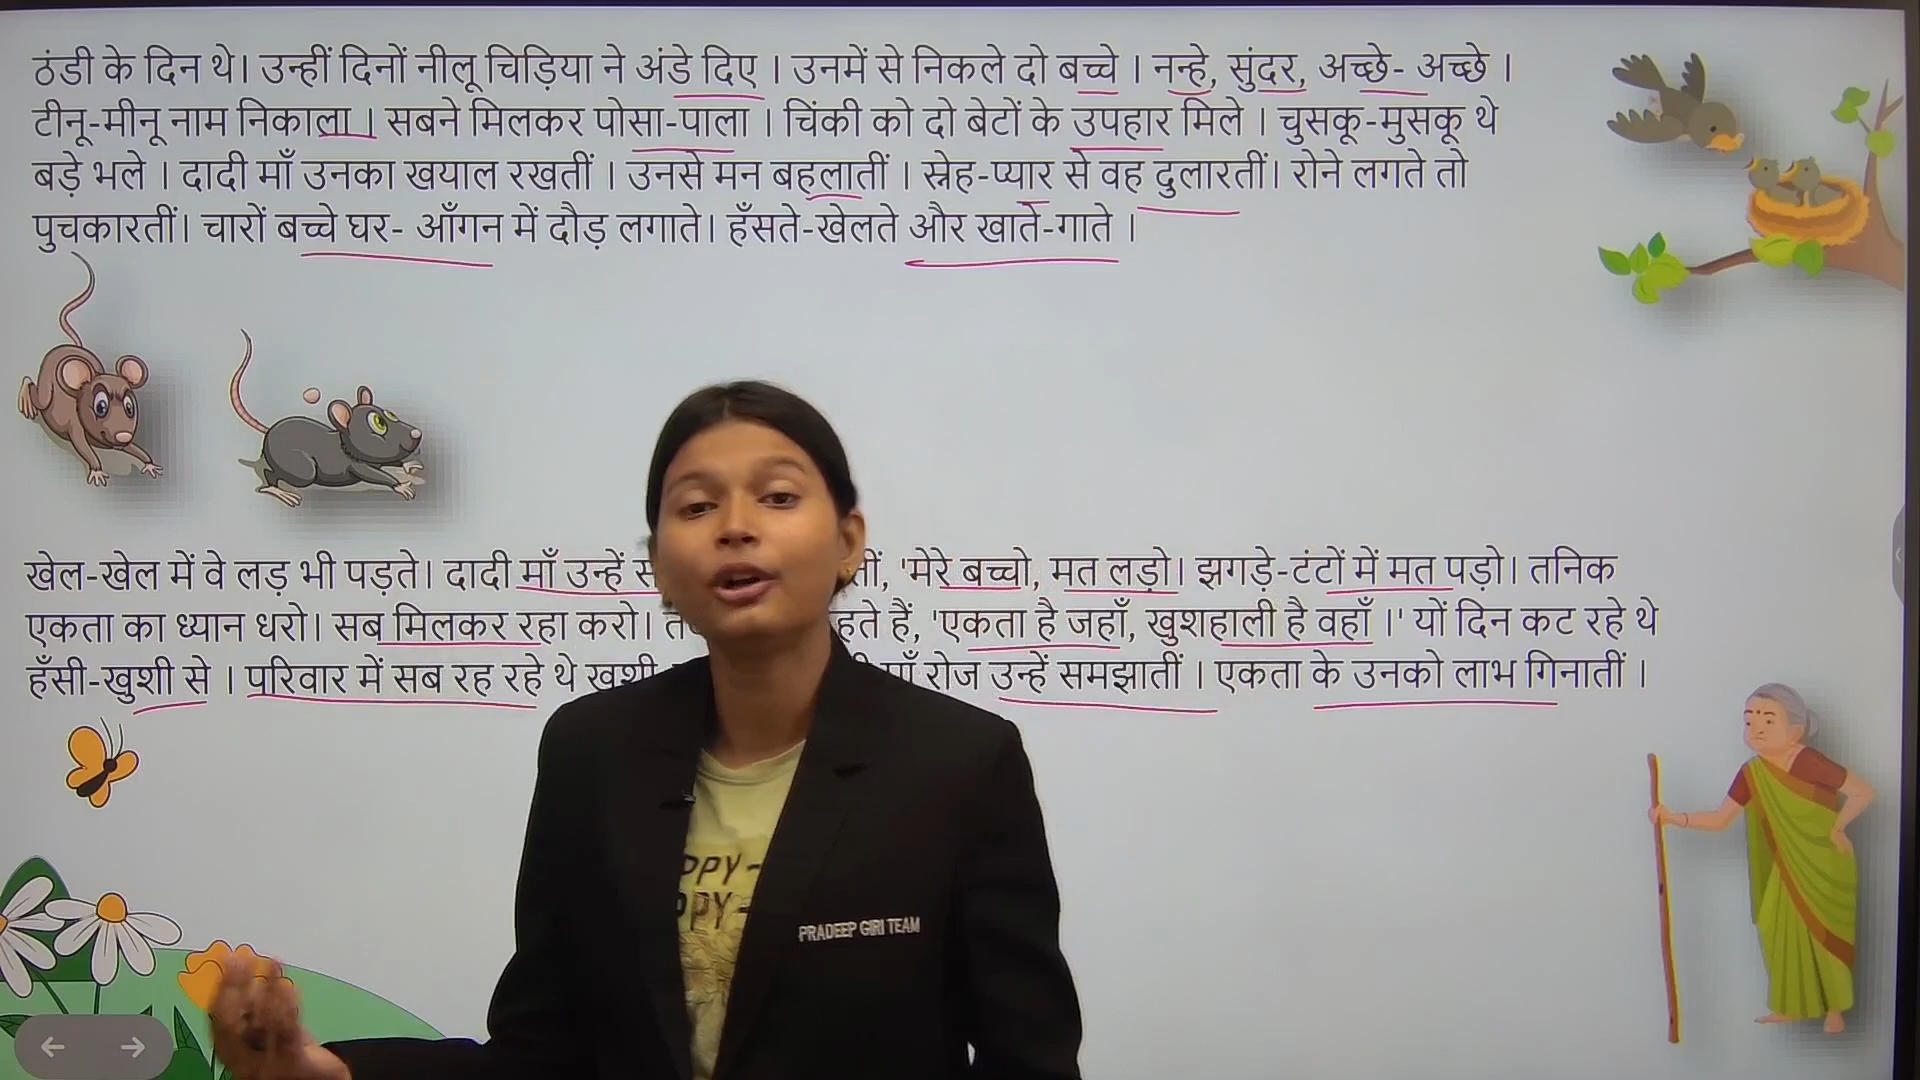 ठंडी के दिन थे। उन्हीं दिनों नीलू चिड़िया ने अंडे दिए । उनमें से निकले दो बच्चे । नन्हे, सुंदर, अच्छे- अच्छे ।
टीनू-मीनू नाम निकाला । सबने मिलकर पोसा-पाला । चिंकी को दो बेटों के उपहार मिले । चुसकू-मुसकू थे
बड़े भले । दादी माँ उनका खयाल रखतीं । उनसे मन बहलातीं । स्नेह-प्यार से वह दुलारतीं। रोने लगते तो
पुचकारतीं। चारों बच्चे घर- आँगन में दौड़ लगाते। हँसते-खेलते और खाते-गाते ।
खेल-खेल में वे लड़ भी पड़ते। दादी माँ उन्हें 'मेरे बच्चो, मत लड़ो। झगड़े-टंटों में मत पड़ो। तनिक
एकता का ध्यान धरो। सब मिलकर रहा करो। हैं, 'एकता है जहाँ, खुशहाली है वहाँ ।' यों दिन कट रहे थे
हँसी-खुशी से । परिवार में सब रह रहे थे खुशी माँ रोज उन्हें समझातीं । एकता के उनको लाभ गिनातीं ।
PRADEEP GIRI TEAM